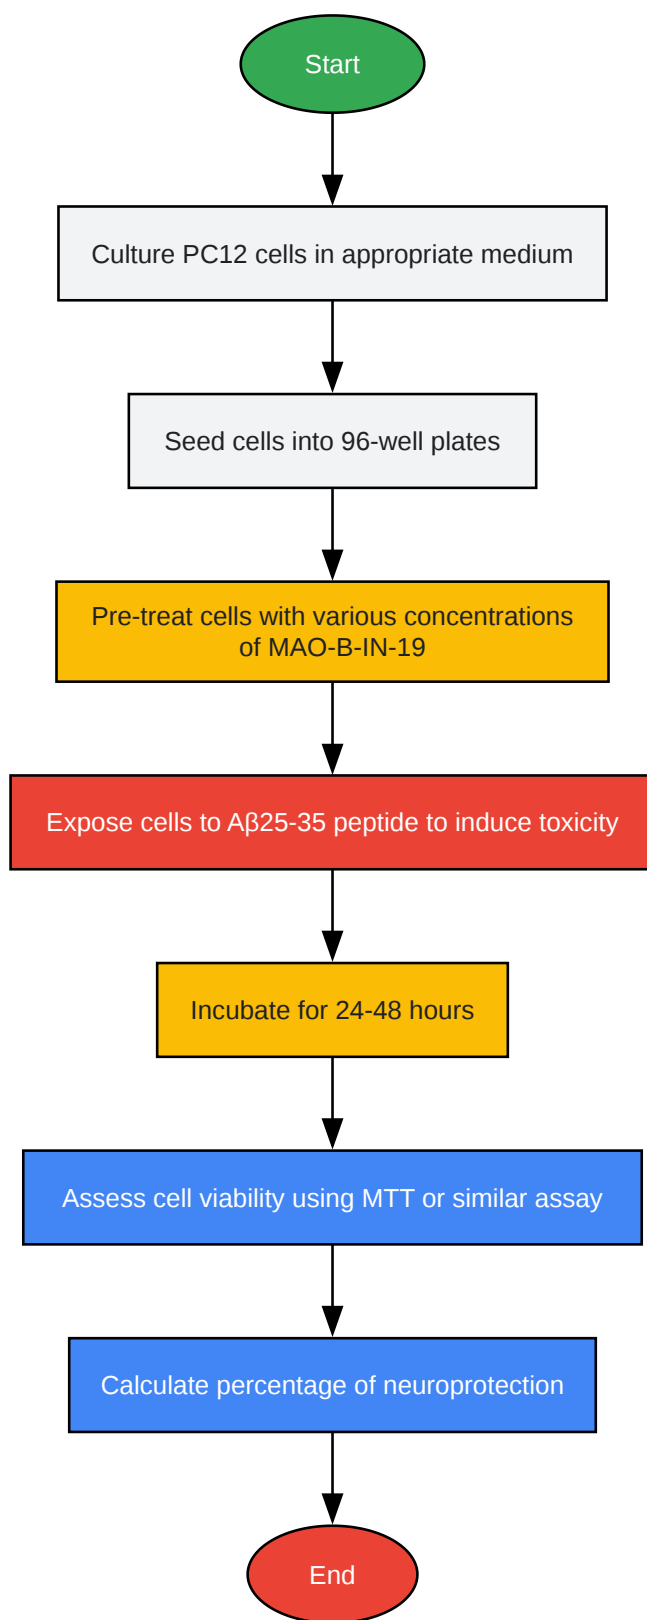 Start
Culture PC12 cells in appropriate medium
Seed cells into 96-well plates
Pre-treat cells with various concentrations
of MAO-B-IN-19
Expose cells to Aβ25-35 peptide to induce toxicity
Incubate for 24-48 hours
Assess cell viability using MTT or similar assay
Calculate percentage of neuroprotection
End